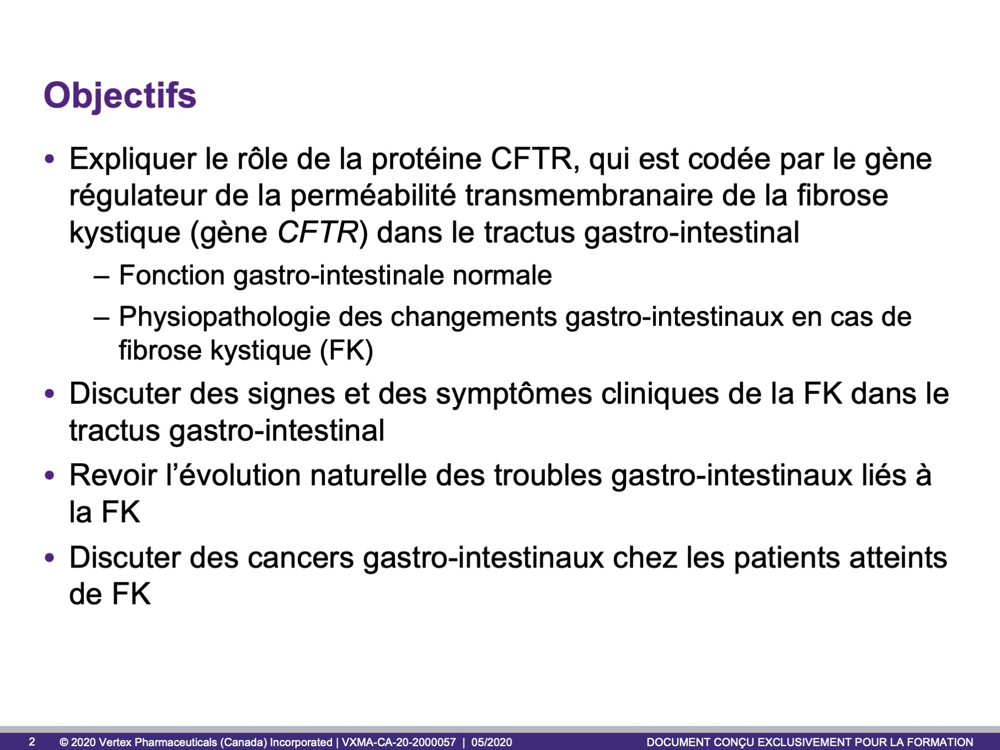 Objectifs
• Expliquer le rôle de la protéine CFTR, qui est codée par le gène
régulateur de la perméabilité transmembranaire de la fibrose
kystique (gène CFTR) dans le tractus gastro-intestinal
– Fonction gastro-intestinale normale
– Physiopathologie des changements gastro-intestinaux en cas de
fibrose kystique (FK)
• Discuter des signes et des symptômes cliniques de la FK dans le
tractus gastro-intestinal
• Revoir l’évolution naturelle des troubles gastro-intestinaux liés à
la FK
• Discuter des cancers gastro-intestinaux chez les patients atteints
de FK
2 © 2020 Vertex Pharmaceuticals (Canada) Incorporated | VXMA-CA-20-2000057 | 05/2020 DOCUMENT CONÇU EXCLUSIVEMENT POUR LA FORMATION